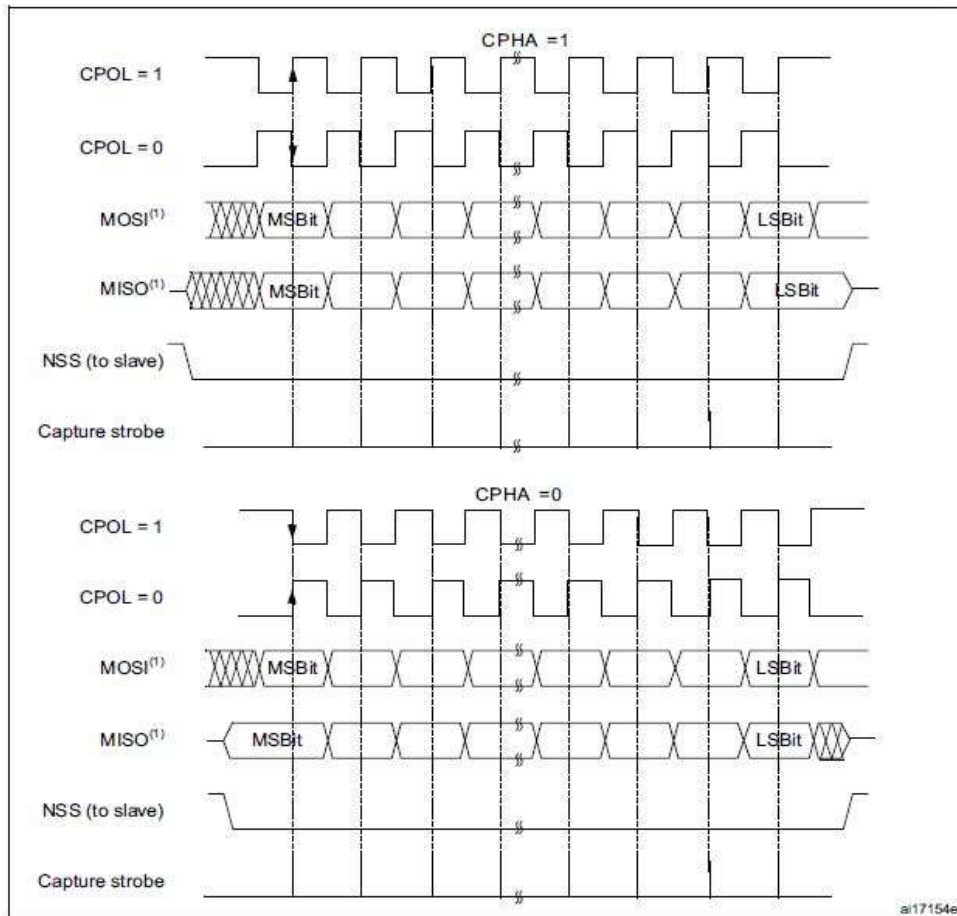 CPHA =1
CPOL = 1
CPOL = 0
MOSI(1)
MSBit
LSBit
MISO(1)
MSBit
LSBit
NSS (to slave)
Capture strobe
CPHA =0
CPOL = 1
CPOL = 0
MOSI(1)
MSBit
LSBit
MISO(1)
MSBit
LSBit
NSS (to slave)
Capture strobe
ai17154e